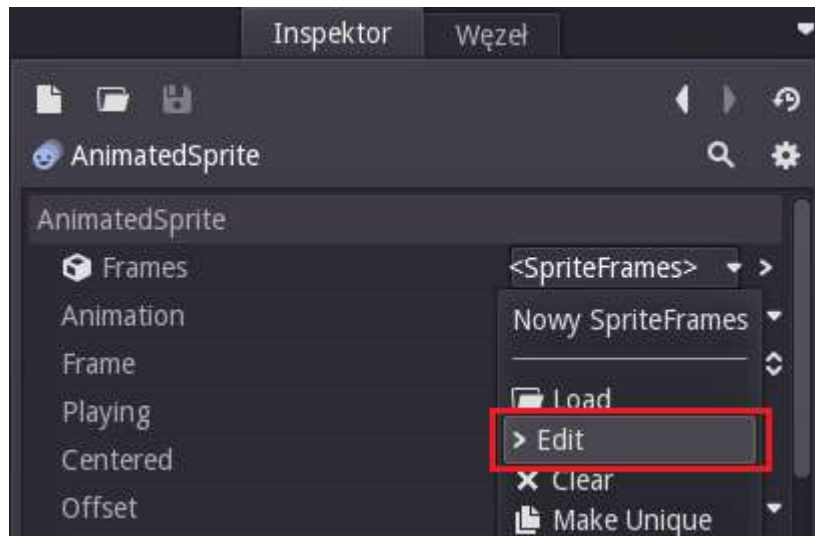 Inspektor Węzeł
AnimatedSprite
AnimatedSprite
Frames <SpriteFrames>
Animation Nowy SpriteFrames
Frame
Load
Playing
> Edit
Centered
Clear
Offset
Make Unique